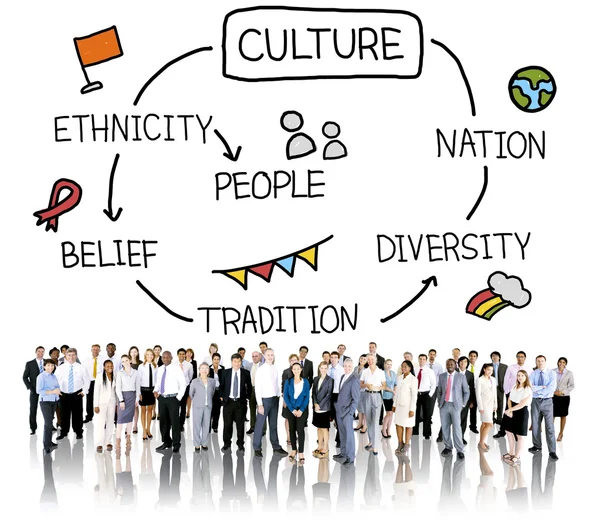 CULTURE
ETHNICITY
NATION
PEOPLE
BELIEF
DIVERSITY
TRADITION